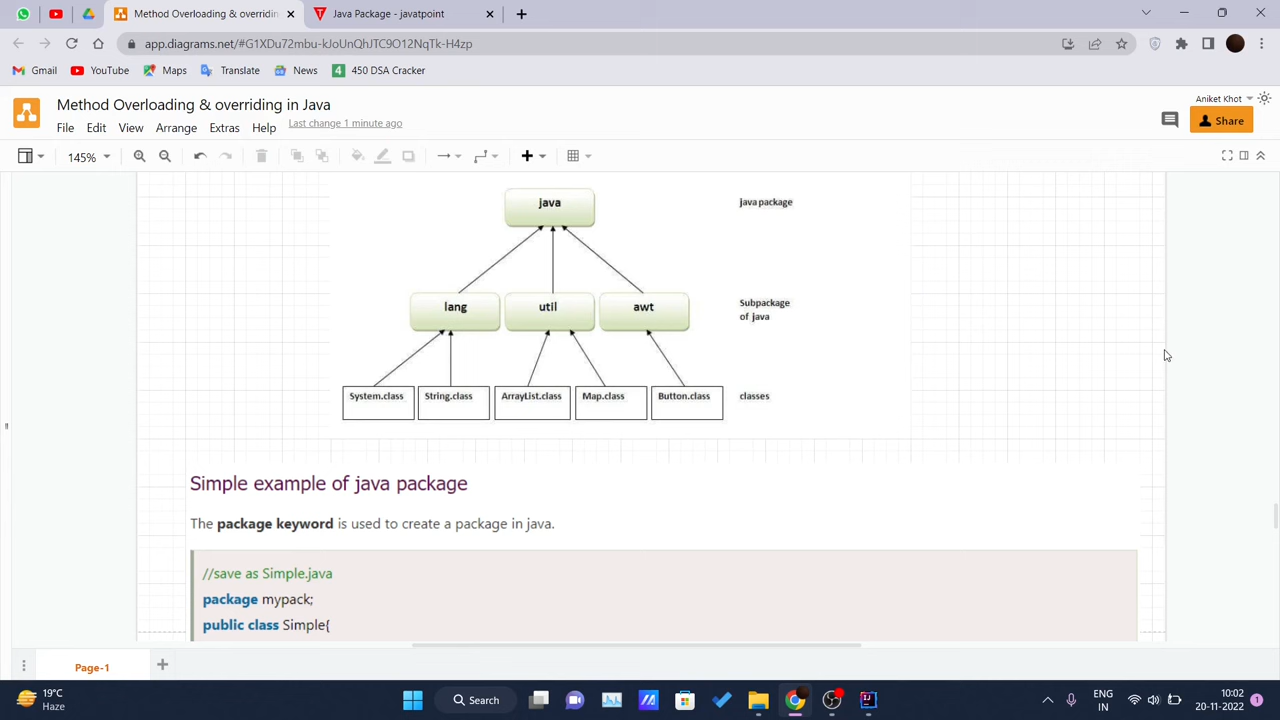 Method Overloading & overridin
Java Package - javatpoint
app.diagrams.net/#G1XDu72mbu-kJoUnQhJTC9O12NqTk-H4zp
Gmail YouTube Maps Translate News 4 450 DSA Cracker
Method Overloading & overriding in Java
Aniket Khot
File Edit View Arrange Extras Help Last change 1 minute ago
Share
145%
java
java package
lang util awt
Subpackage
of java
System.class String.class ArrayList.class Map.class Button.class
classes
Simple example of java package
The package keyword is used to create a package in java.
//save as Simple.java
package mypack;
public class Simple{
Page-1
19°C
Haze
Search
ENG
IN
10:02
20-11-2022
1